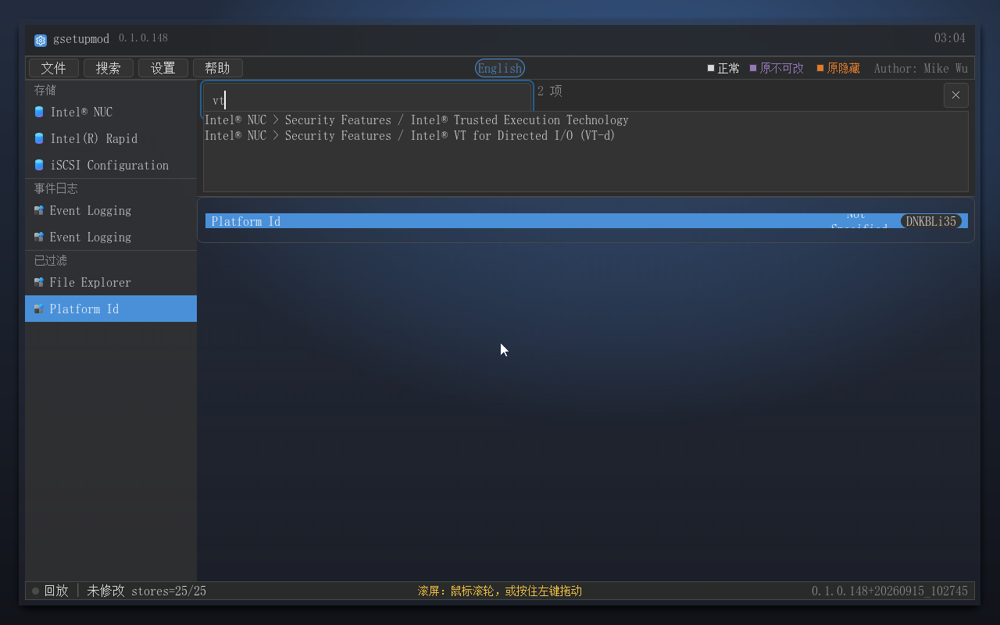 gsetupmod 0.1.0.148 03:04
文件 搜索 设置 帮助 English 正常 原不可改 原隐藏 Author: Mike Wu
存储
Intel® NUC
Intel(R) Rapid
iSCSI Configuration
事件日志
Event Logging
Event Logging
已过滤
File Explorer
Platform Id
vt 2 项
Intel® NUC > Security Features / Intel® Trusted Execution Technology
Intel® NUC > Security Features / Intel® VT for Directed I/O (VT-d)
Platform Id Not Specified DNKBLi35
回放 │ 未修改 stores=25/25 滚屏: 鼠标滚轮，或按住左键拖动 0.1.0.148+20260915_102745